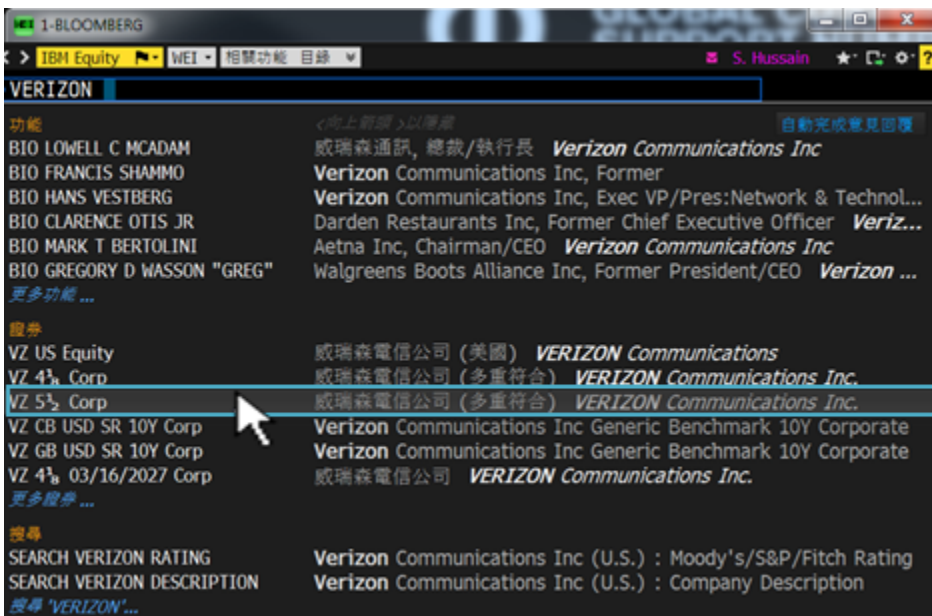 1-BLOOMBERG
IBM Equity WEI 相關功能 目錄 S. Hussain ?
VERIZON
功能 <向上箭頭>以隱藏 自動完成意見回覆
BIO LOWELL C MCADAM 威瑞森通訊, 總裁/執行長 Verizon Communications Inc
BIO FRANCIS SHAMMO Verizon Communications Inc, Former
BIO HANS VESTBERG Verizon Communications Inc, Exec VP/Pres:Network & Technol...
BIO CLARENCE OTIS JR Darden Restaurants Inc, Former Chief Executive Officer Veriz...
BIO MARK T BERTOLINI Aetna Inc, Chairman/CEO Verizon Communications Inc
BIO GREGORY D WASSON "GREG" Walgreens Boots Alliance Inc, Former President/CEO Verizon ...
更多功能 ...
證券
VZ US Equity 威瑞森電信公司 (美國) VERIZON Communications
VZ 4⅜ Corp 威瑞森電信公司 (多重符合) VERIZON Communications Inc.
VZ 5½ Corp 威瑞森電信公司 (多重符合) VERIZON Communications Inc.
VZ CB USD SR 10Y Corp Verizon Communications Inc Generic Benchmark 10Y Corporate
VZ GB USD SR 10Y Corp Verizon Communications Inc Generic Benchmark 10Y Corporate
VZ 4⅛ 03/16/2027 Corp 威瑞森電信公司 VERIZON Communications Inc.
更多證券 ...
搜尋
SEARCH VERIZON RATING Verizon Communications Inc (U.S.) : Moody's/S&P/Fitch Rating
SEARCH VERIZON DESCRIPTION Verizon Communications Inc (U.S.) : Company Description
搜尋 'VERIZON'...